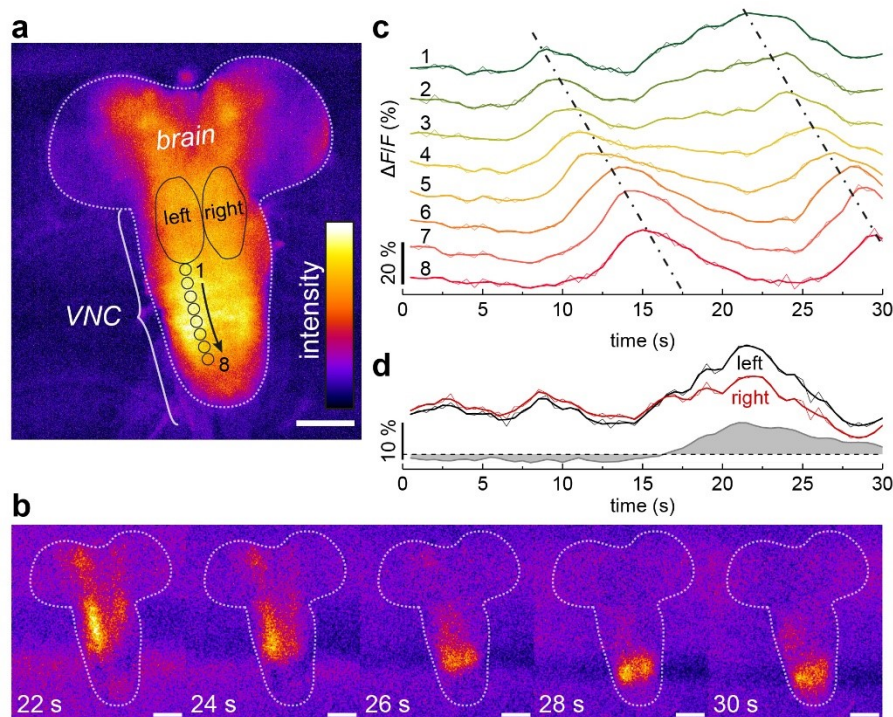 a
brain
left
right
1
8
VNC
intensity
c
1
2
3
4
5
6
7
8
ΔF/F (%)
20 %
0 5 10 15 20 25 30
time (s)
d
left
right
10 %
0 5 10 15 20 25 30
time (s)
b
22 s
24 s
26 s
28 s
30 s